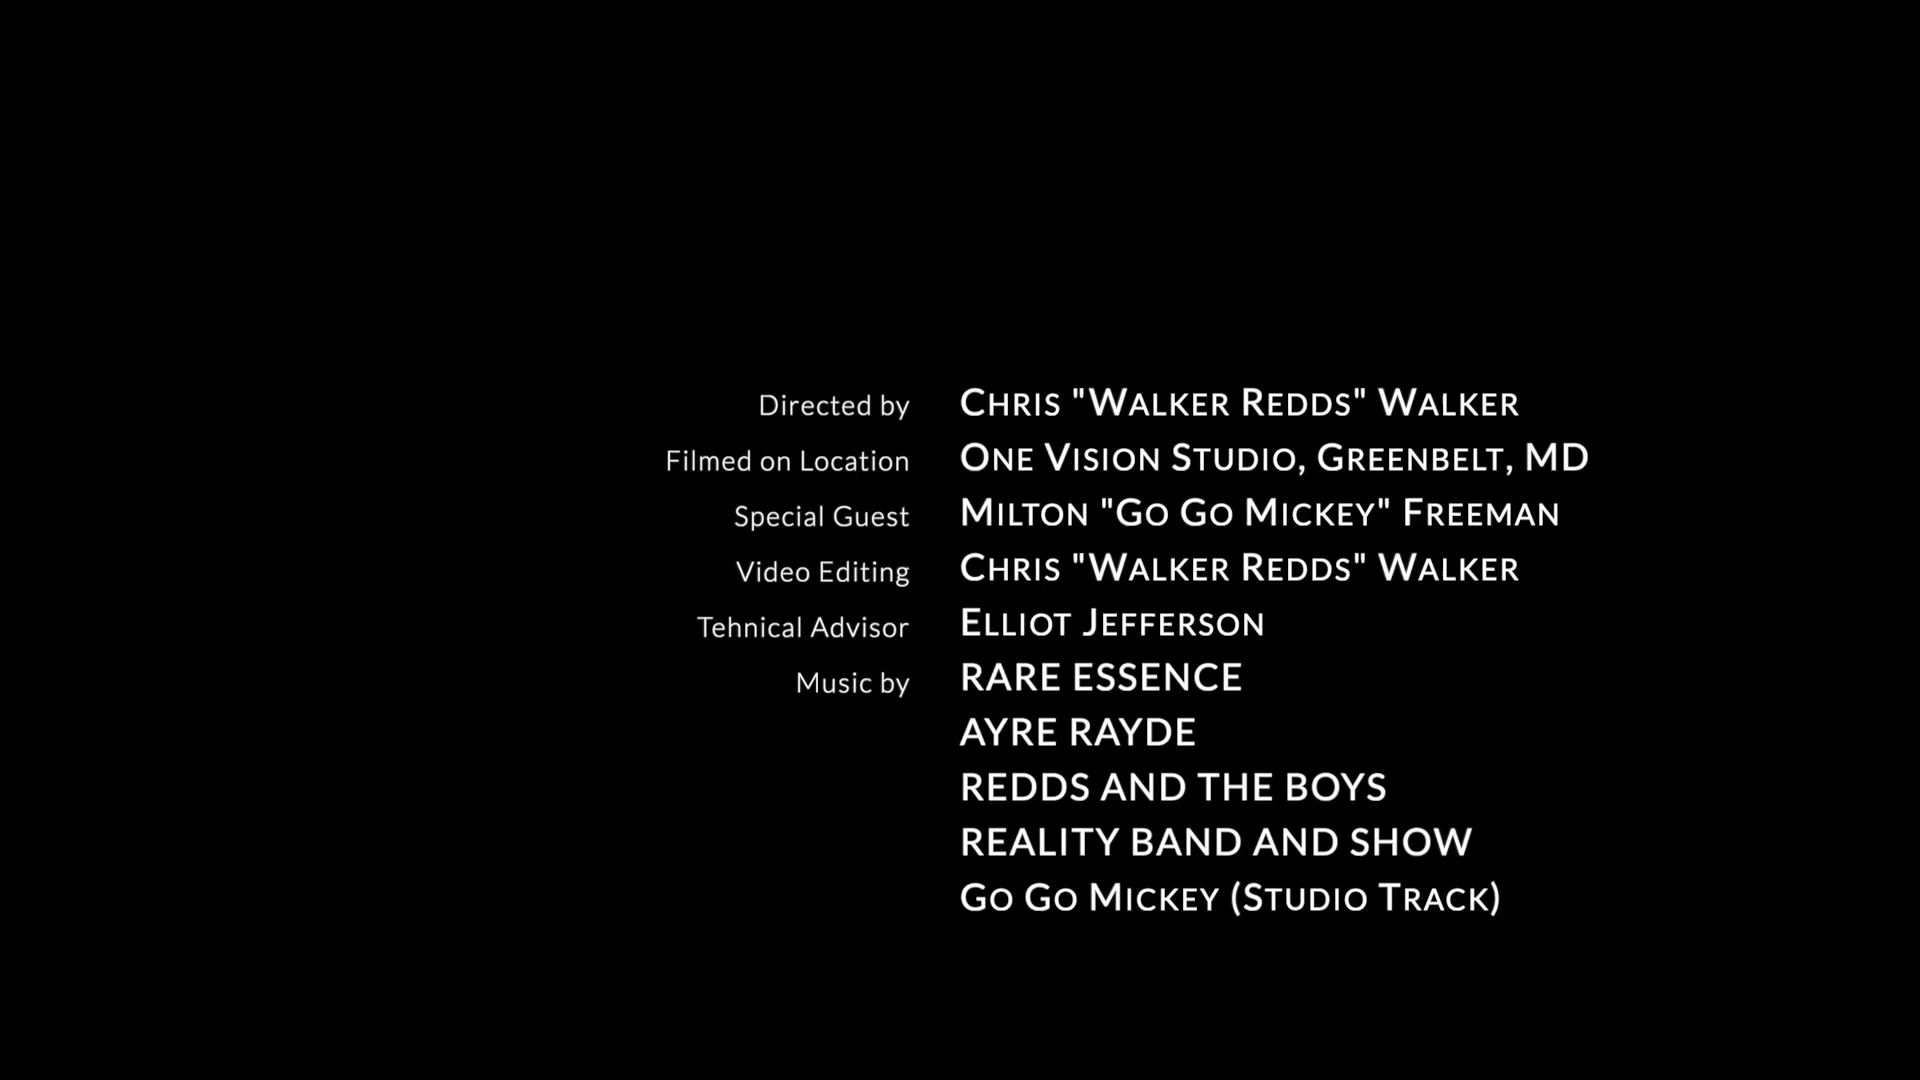 Directed by Chris "Walker Redds" Walker
Filmed on Location One Vision Studio, Greenbelt, MD
Special Guest Milton "Go Go Mickey" Freeman
Video Editing Chris "Walker Redds" Walker
Tehnical Advisor Elliot Jefferson
Music by RARE ESSENCE
AYRE RAYDE
REDDS AND THE BOYS
REALITY BAND AND SHOW
Go Go Mickey (Studio Track)